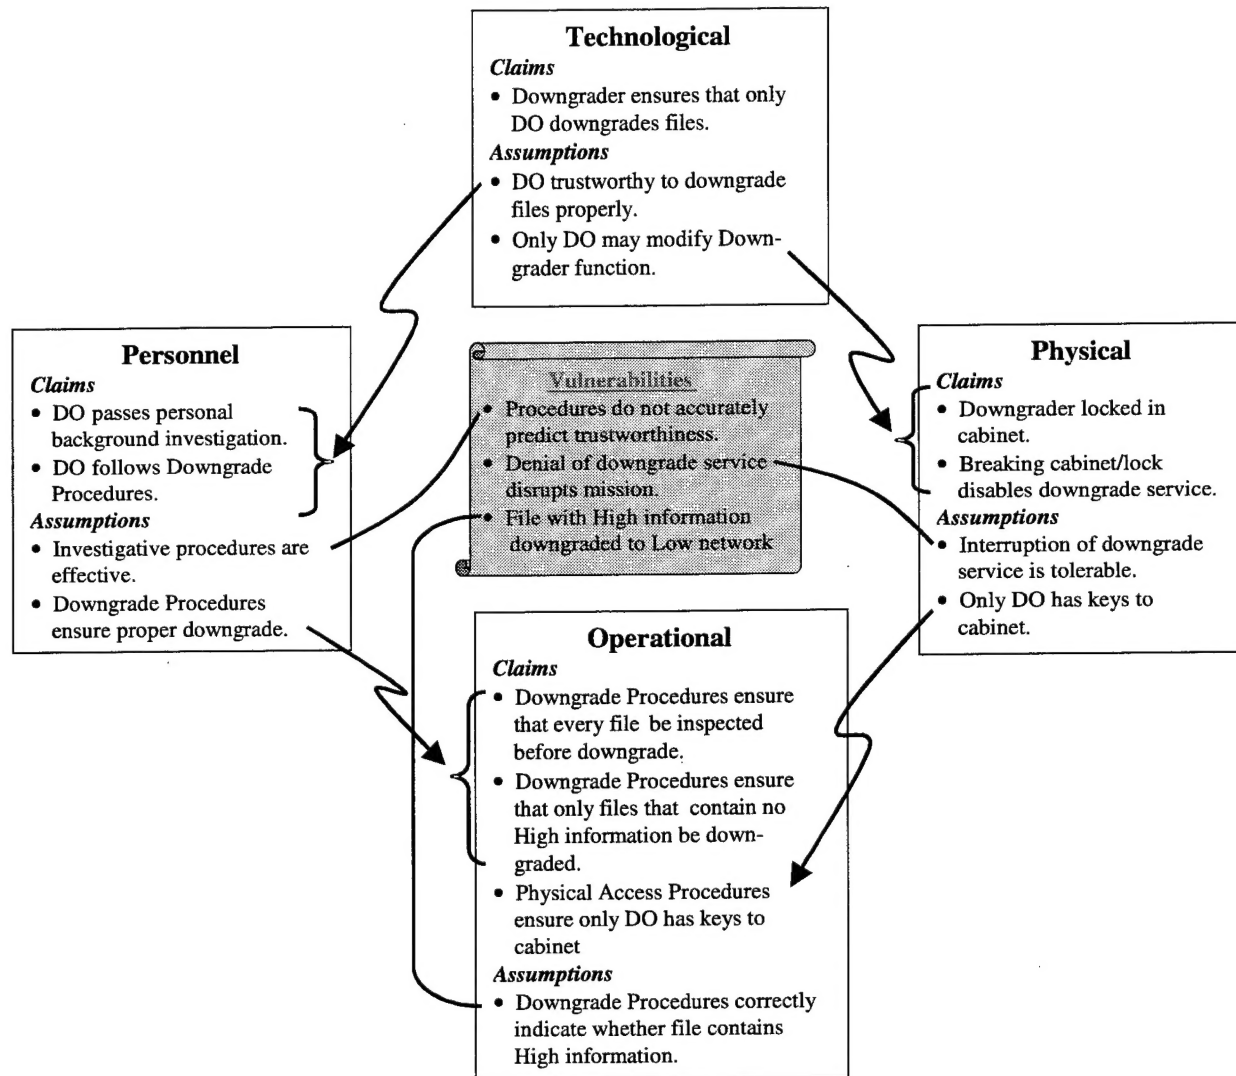 Technological
Claims
• Downgrader ensures that only
DO downgrades files.
Assumptions
• DO trustworthy to downgrade
files properly.
• Only DO may modify Down-
grader function.
Personnel
Claims
• DO passes personal
background investigation.
• DO follows Downgrade
Procedures.
Assumptions
• Investigative procedures are
effective.
• Downgrade Procedures
ensure proper downgrade.
Vulnerabilities
• Procedures do not accurately
predict trustworthiness.
• Denial of downgrade service
disrupts mission.
• File with High information
downgraded to Low network
Physical
Claims
• Downgrader locked in
cabinet.
• Breaking cabinet/lock
disables downgrade service.
Assumptions
• Interruption of downgrade
service is tolerable.
• Only DO has keys to
cabinet.
Operational
Claims
• Downgrade Procedures ensure
that every file be inspected
before downgrade.
• Downgrade Procedures ensure
that only files that contain no
High information be down-
graded.
• Physical Access Procedures
ensure only DO has keys to
cabinet
Assumptions
• Downgrade Procedures correctly
indicate whether file contains
High information.